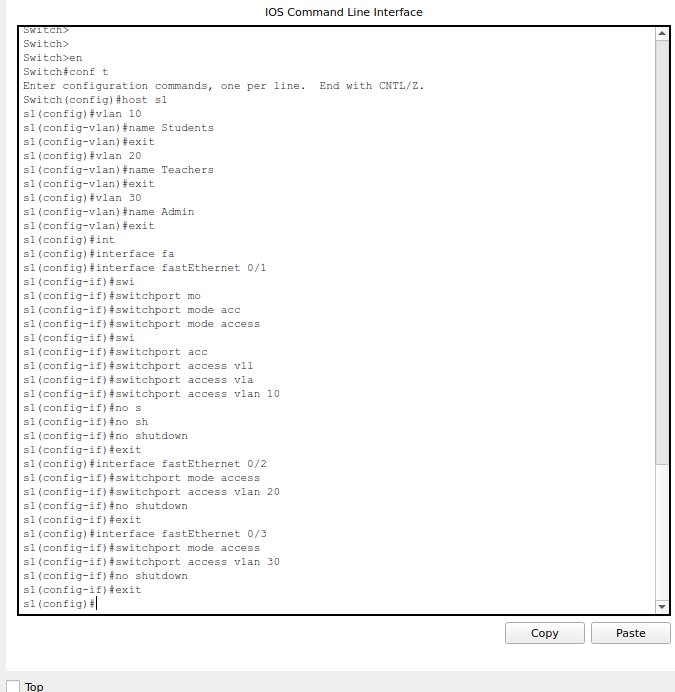 IOS Command Line Interface
Switch>
Switch>
Switch>en
Switch#conf t
Enter configuration commands, one per line.  End with CNTL/Z.
Switch(config)#host s1
s1(config)#vlan 10
s1(config-vlan)#name Students
s1(config-vlan)#exit
s1(config)#vlan 20
s1(config-vlan)#name Teachers
s1(config-vlan)#exit
s1(config)#vlan 30
s1(config-vlan)#name Admin
s1(config-vlan)#exit
s1(config)#int
s1(config)#interface fa
s1(config)#interface fastEthernet 0/1
s1(config-if)#swi
s1(config-if)#switchport mo
s1(config-if)#switchport mode acc
s1(config-if)#switchport mode access
s1(config-if)#swi
s1(config-if)#switchport acc
s1(config-if)#switchport access vll
s1(config-if)#switchport access vla
s1(config-if)#switchport access vlan 10
s1(config-if)#no s
s1(config-if)#no sh
s1(config-if)#no shutdown
s1(config-if)#exit
s1(config)#interface fastEthernet 0/2
s1(config-if)#switchport mode access
s1(config-if)#switchport access vlan 20
s1(config-if)#no shutdown
s1(config-if)#exit
s1(config)#interface fastEthernet 0/3
s1(config-if)#switchport mode access
s1(config-if)#switchport access vlan 30
s1(config-if)#no shutdown
s1(config-if)#exit
s1(config)#
Copy Paste
Top